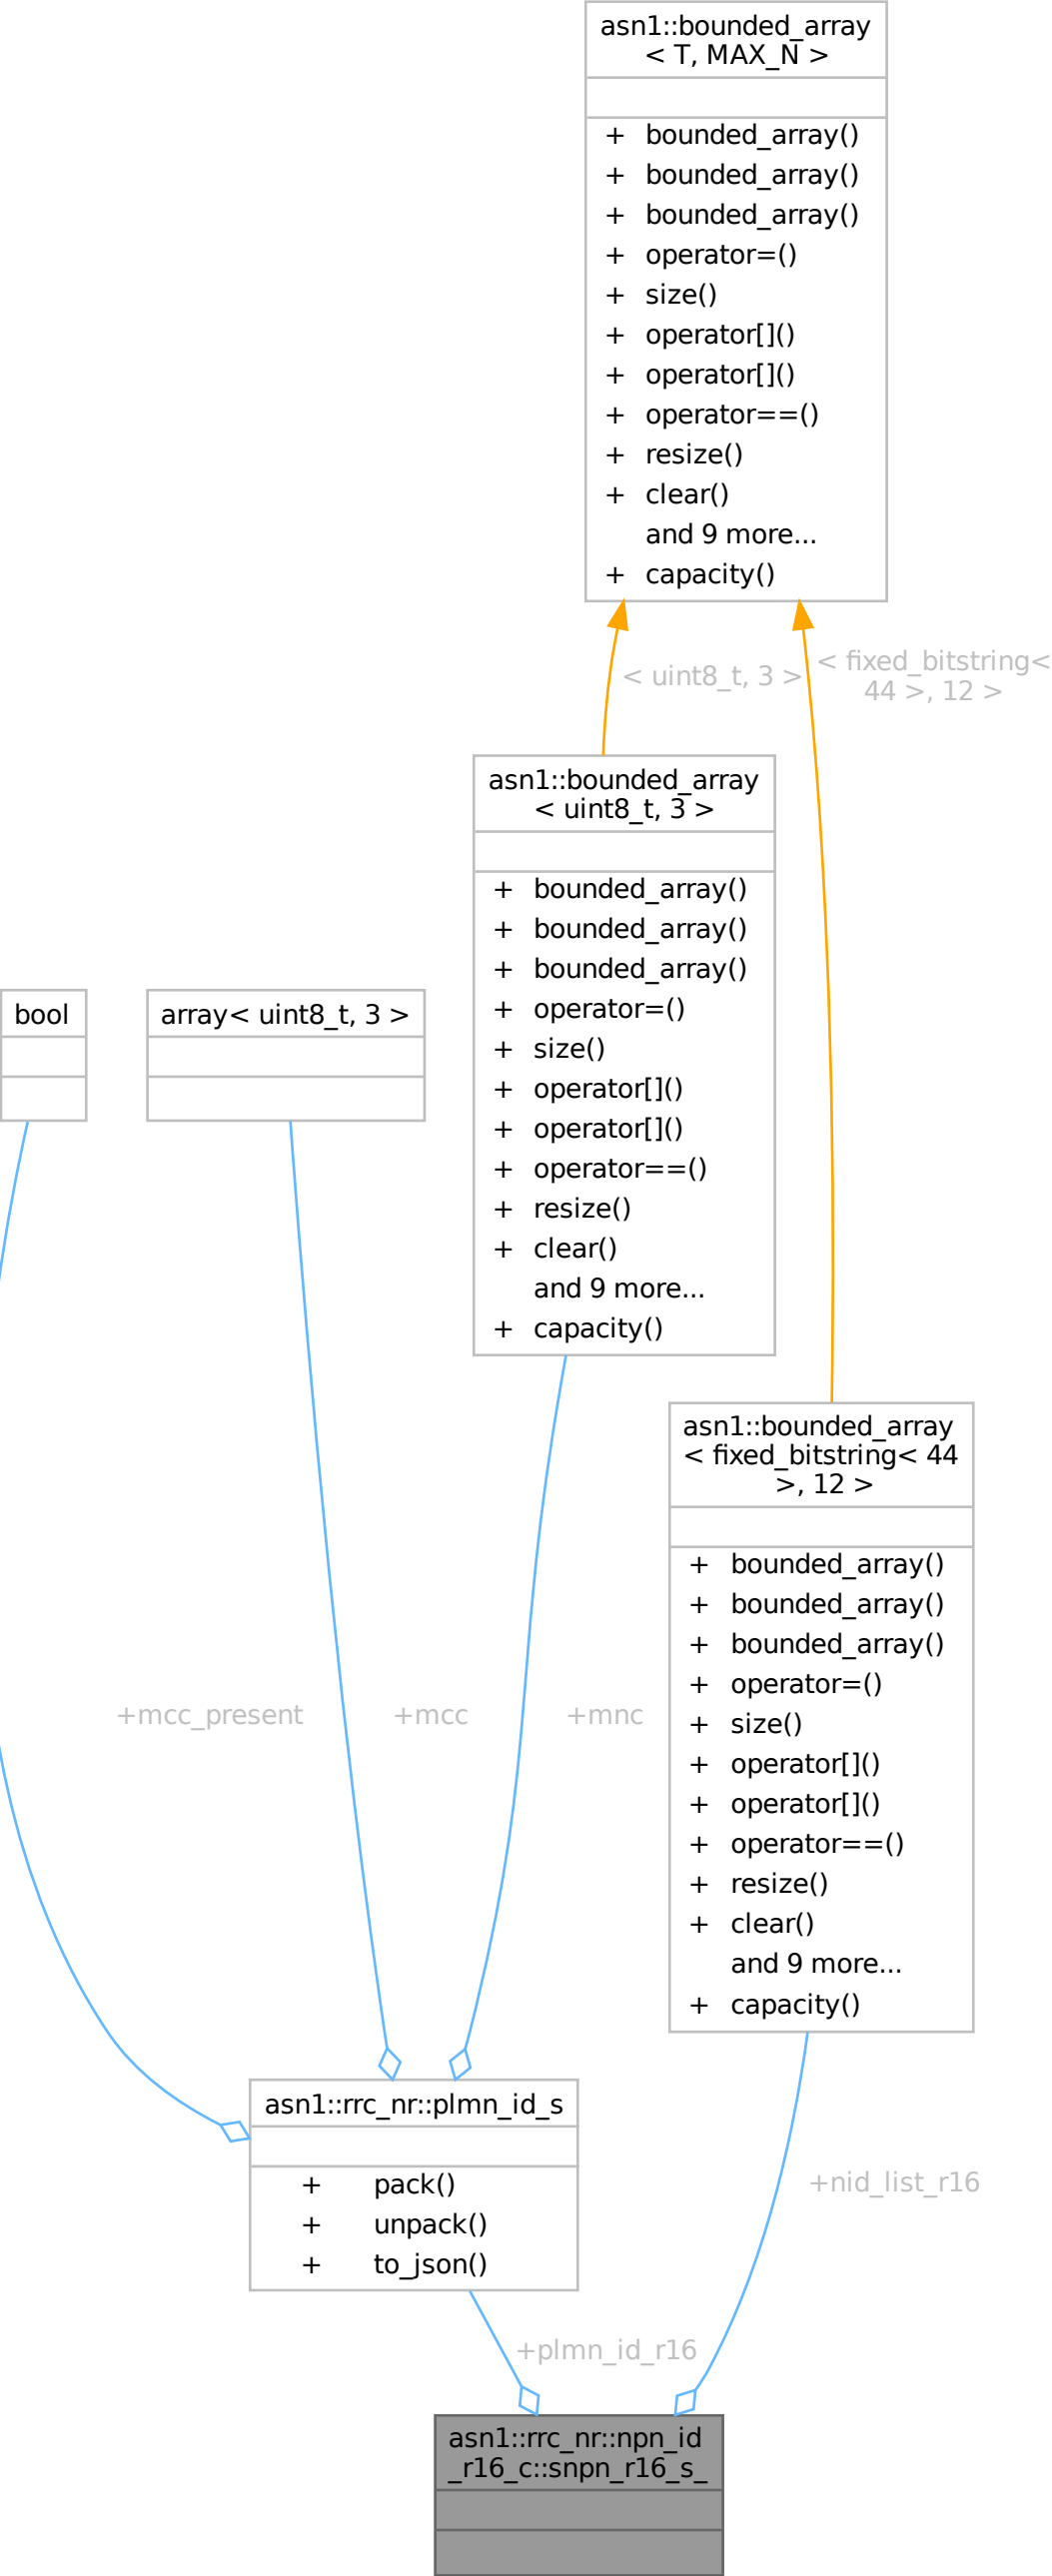 asn1::bounded_array
< T, MAX_N >
+ bounded_array()
+ bounded_array()
+ bounded_array()
+ operator=()
+ size()
+ operator[]()
+ operator[]()
+ operator==()
+ resize()
+ clear()
and 9 more...
+ capacity()
< uint8_t, 3 >
< fixed_bitstring<
44 >, 12 >
asn1::bounded_array
< uint8_t, 3 >
+ bounded_array()
+ bounded_array()
+ bounded_array()
+ operator=()
+ size()
+ operator[]()
+ operator[]()
+ operator==()
+ resize()
+ clear()
and 9 more...
+ capacity()
bool
array< uint8_t, 3 >
asn1::bounded_array
< fixed_bitstring< 44
>, 12 >
+ bounded_array()
+ bounded_array()
+ bounded_array()
+ operator=()
+ size()
+ operator[]()
+ operator[]()
+ operator==()
+ resize()
+ clear()
and 9 more...
+ capacity()
+mcc_present
+mcc
+mnc
asn1::rrc_nr::plmn_id_s
+ pack()
+ unpack()
+ to_json()
+nid_list_r16
+plmn_id_r16
asn1::rrc_nr::npn_id
_r16_c::snpn_r16_s_